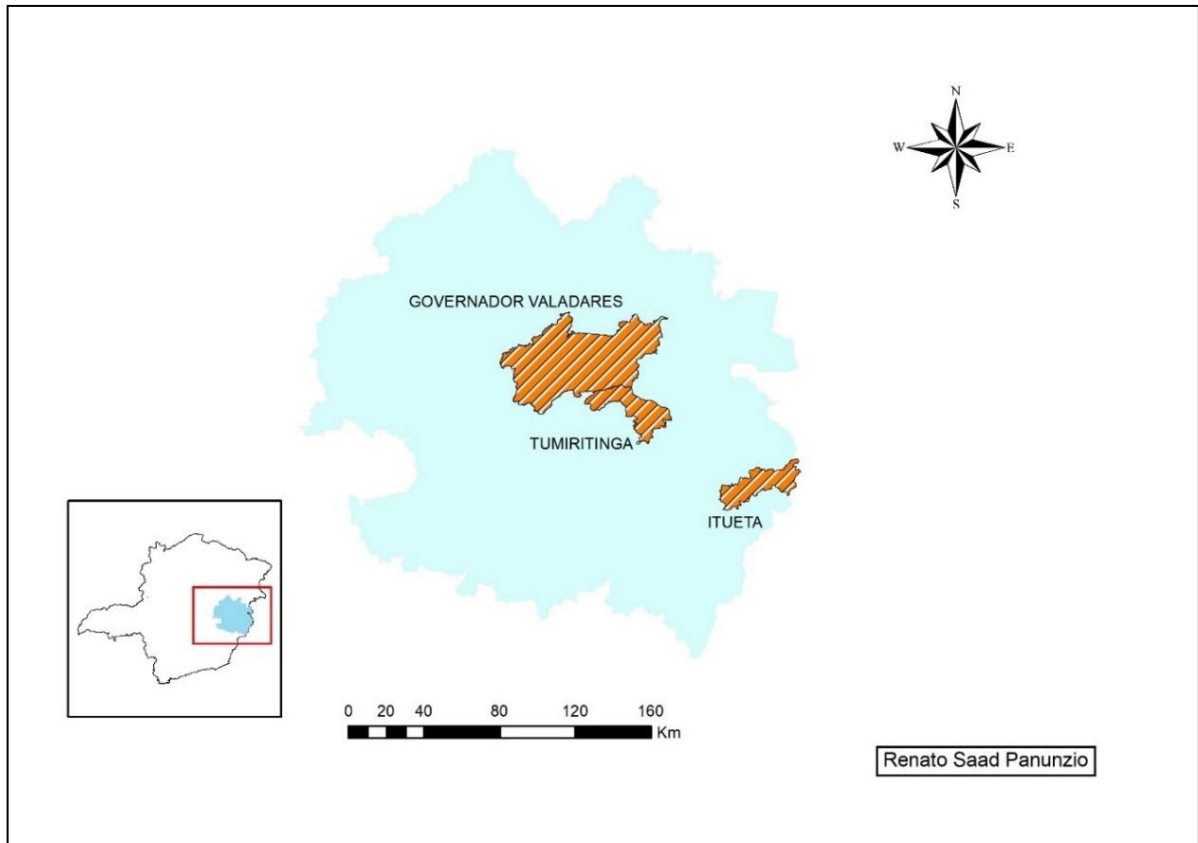 N
W E
S
GOVERNADOR VALADARES
TUMIRITINGA
ITUETA
0 20 40 80 120 160
Km
Renato Saad Panunzio